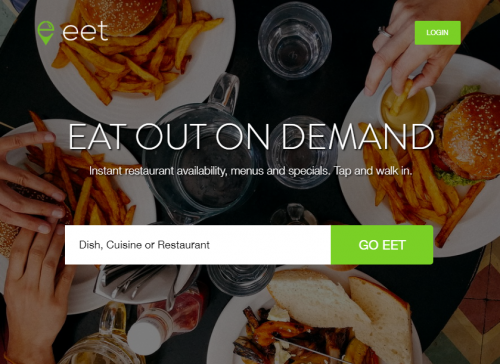 e eet
LOGIN
EAT OUT ON DEMAND
Instant restaurant availability, menus and specials. Tap and walk in.
Dish, Cuisine or Restaurant
GO EET